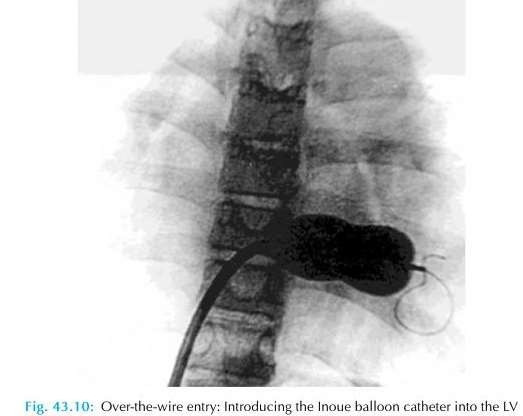 Fig. 43.10: Over-the-wire entry: Introducing the Inoue balloon catheter into the LV